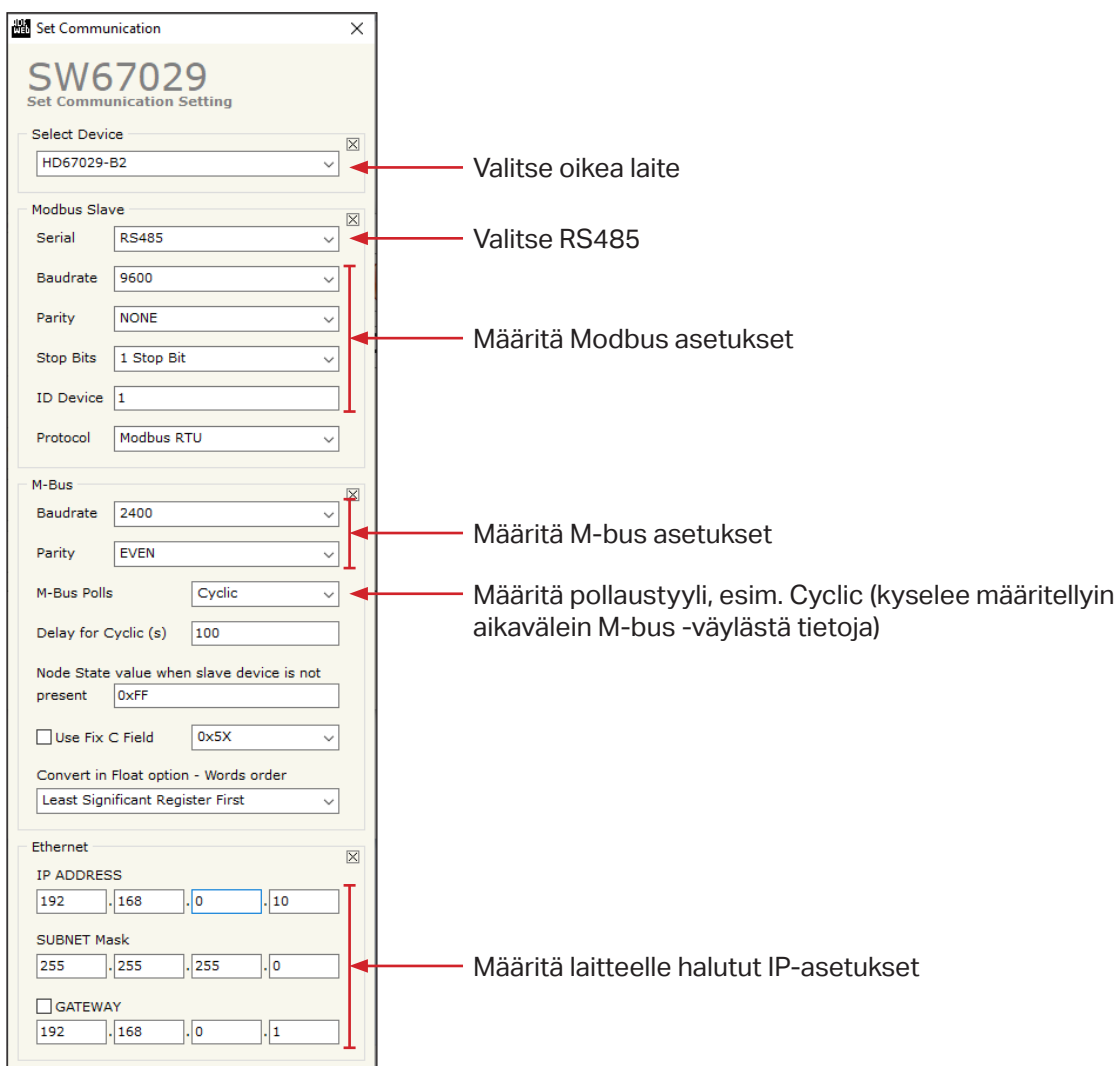 Set Communication
SW67029
Set Communication Setting
Select Device
HD67029-B2
Valitse oikea laite
Modbus Slave
Serial RS485
Valitse RS485
Baudrate 9600
Parity NONE
Määritä Modbus asetukset
Stop Bits 1 Stop Bit
ID Device 1
Protocol Modbus RTU
M-Bus
Baudrate 2400
Määritä M-bus asetukset
Parity EVEN
M-Bus Polls Cyclic
Määritä pollaustyyli, esim. Cyclic (kyselee määritellyin
aikavälein M-bus -väylästä tietoja)
Delay for Cyclic (s) 100
Node State value when slave device is not
present 0xFF
Use Fix C Field 0x5X
Convert in Float option - Words order
Least Significant Register First
Ethernet
IP ADDRESS
192 . 168 . 0 . 10
SUBNET Mask
255 . 255 . 255 . 0
Määritä laitteelle halutut IP-asetukset
GATEWAY
192 . 168 . 0 . 1